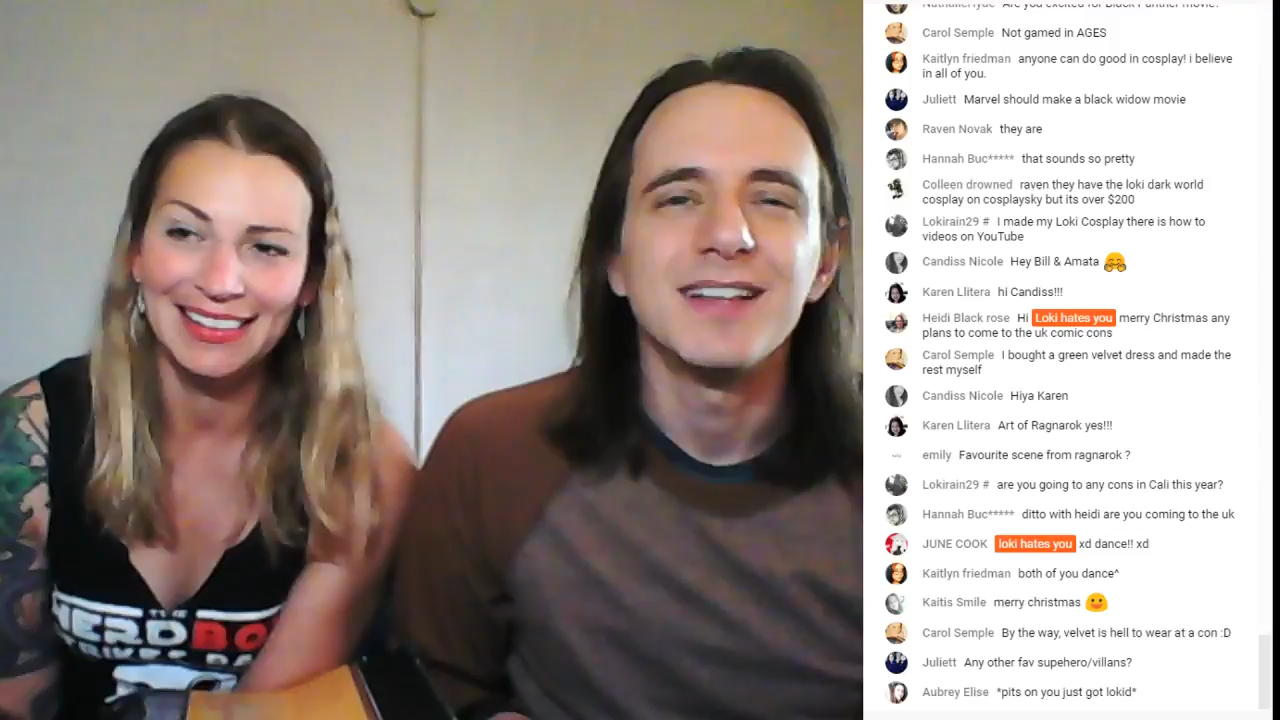 THE
NERD
STRIKES
Carol Semple Not gamed in AGES
Kaitlyn friedman anyone can do good in cosplay! i believe
in all of you.
Juliett Marvel should make a black widow movie
Raven Novak they are
Hannah Buc***** that sounds so pretty
Colleen drowned raven they have the loki dark world
cosplay on cosplaysky but its over $200
Lokirain29 # I made my Loki Cosplay there is how to
videos on YouTube
Candiss Nicole Hey Bill & Amata 🤗
Karen Llitera hi Candiss!!!
Heidi Black rose Hi Loki hates you merry Christmas any
plans to come to the uk comic cons
Carol Semple I bought a green velvet dress and made the
rest myself
Candiss Nicole Hiya Karen
Karen Llitera Art of Ragnarok yes!!!
emily Favourite scene from ragnarok ?
Lokirain29 # are you going to any cons in Cali this year?
Hannah Buc***** ditto with heidi are you coming to the uk
JUNE COOK loki hates you xd dance!! xd
Kaitlyn friedman both of you dance^
Kaitis Smile merry christmas 😃
Carol Semple By the way, velvet is hell to wear at a con :D
Juliett Any other fav supehero/villans?
Aubrey Elise *pits on you just got lokid*